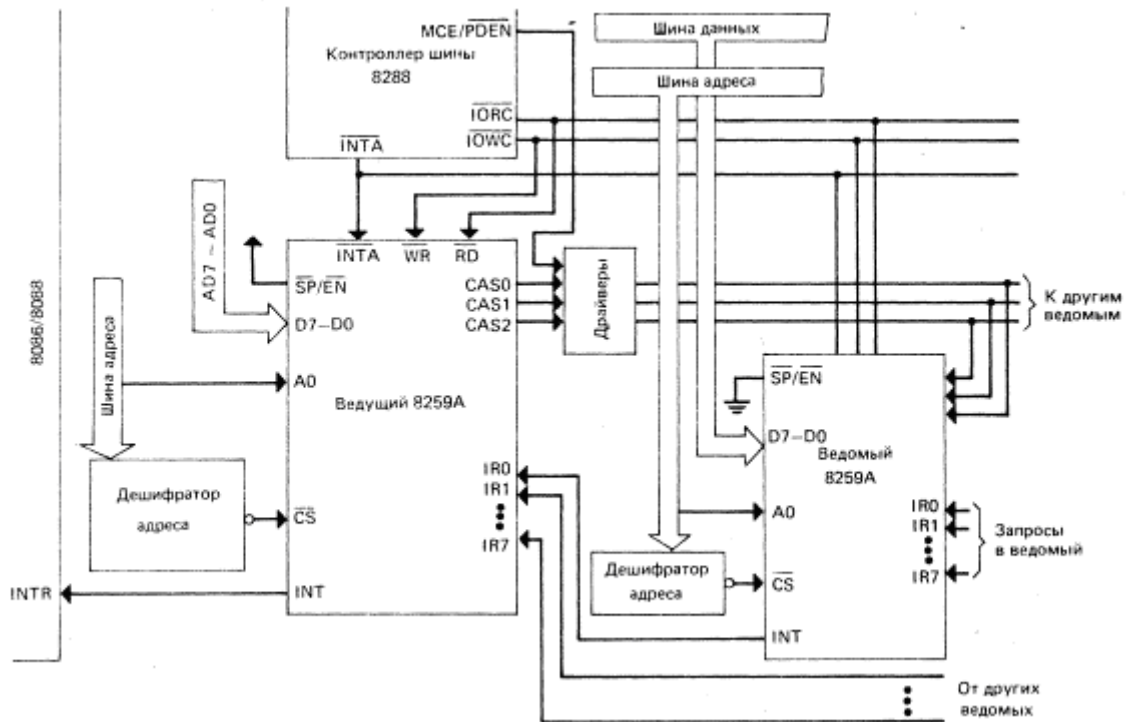 MCE/PDEN
Контроллер шины
8288
IORC
IOWC
INTA
Шина данных
Шина адреса
8086/8088
AD7 – AD0
Шина адреса
INTA
WR
RD
SP/EN
D7–D0
A0
Ведущий 8259A
CAS0
CAS1
CAS2
Драйверы
К другим
ведомым
Дешифратор
адреса
CS
INT
INTR
IR0
IR1
IR7
SP/EN
D7–D0
Ведомый
8259A
A0
CS
INT
IR0
IR1
IR7
Запросы
в ведомый
Дешифратор
адреса
От других
ведомых